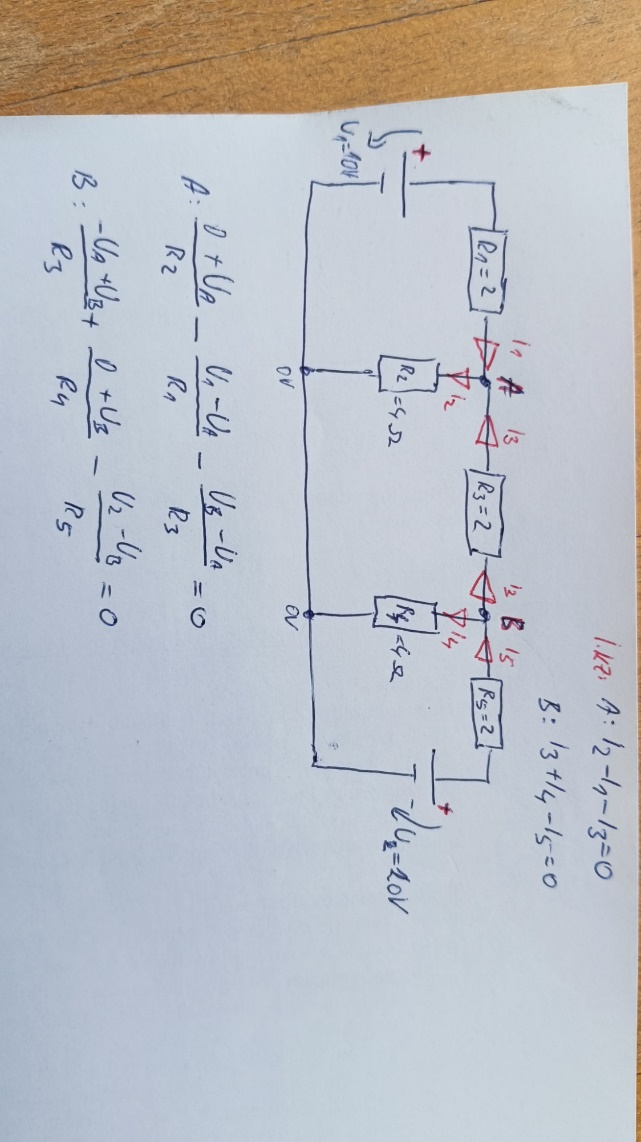 1.KZ. A: I2 - I1 - I3 = 0
B: I3 + I4 - I5 = 0
R1 = 2 I1 A I3 R3 = 2 I3 B I5 R5 = 2
I2 I4
+ +
U1 = 10V R2 = 4Ω R4 = 4Ω - U2 = 20V
0V 0V
A: (0 + UA)/R2 - (U1 - UA)/R1 - (UB - UA)/R3 = 0
B: (-UA + UB)/R3 + (0 + UB)/R4 - (U2 - UB)/R5 = 0